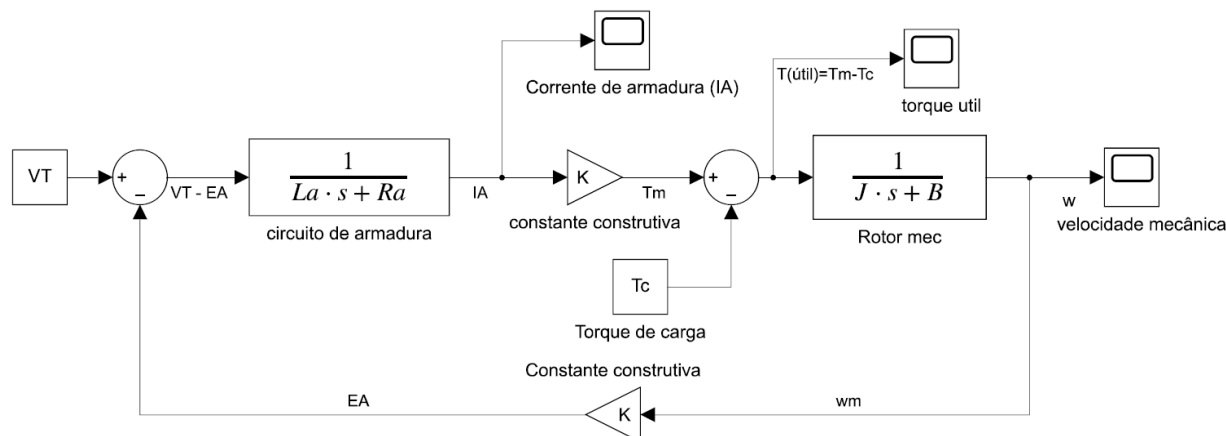 Corrente de armadura (IA)
T(útil)=Tm-Tc
torque util
VT
+
−
VT - EA
1
La · s + Ra
circuito de armadura
IA
K
constante construtiva
Tm
+
−
1
J · s + B
Rotor mec
w
velocidade mecânica
Tc
Torque de carga
Constante construtiva
K
EA
wm